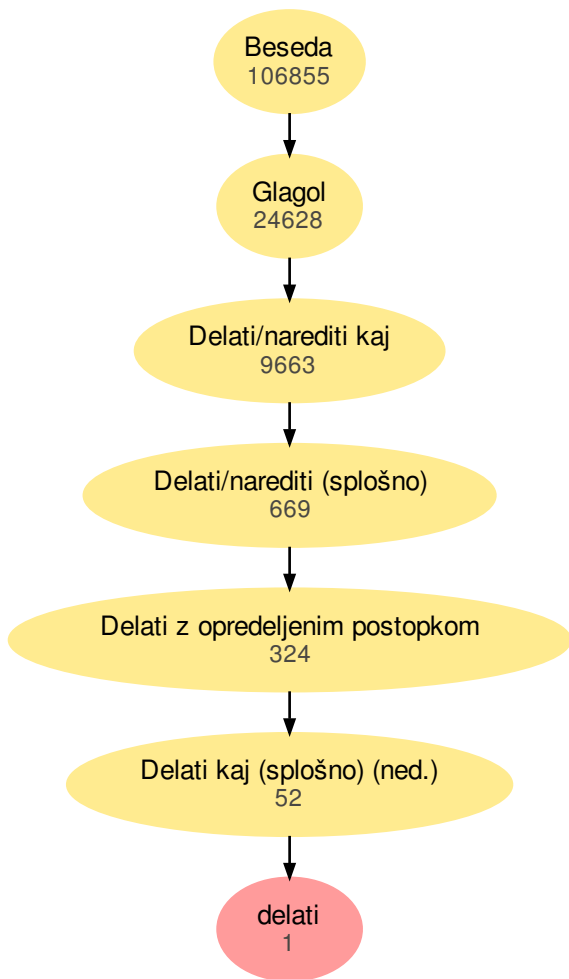 Beseda
106855
Glagol
24628
Delati/narediti kaj
9663
Delati/narediti (splošno)
669
Delati z opredeljenim postopkom
324
Delati kaj (splošno) (ned.)
52
delati
1